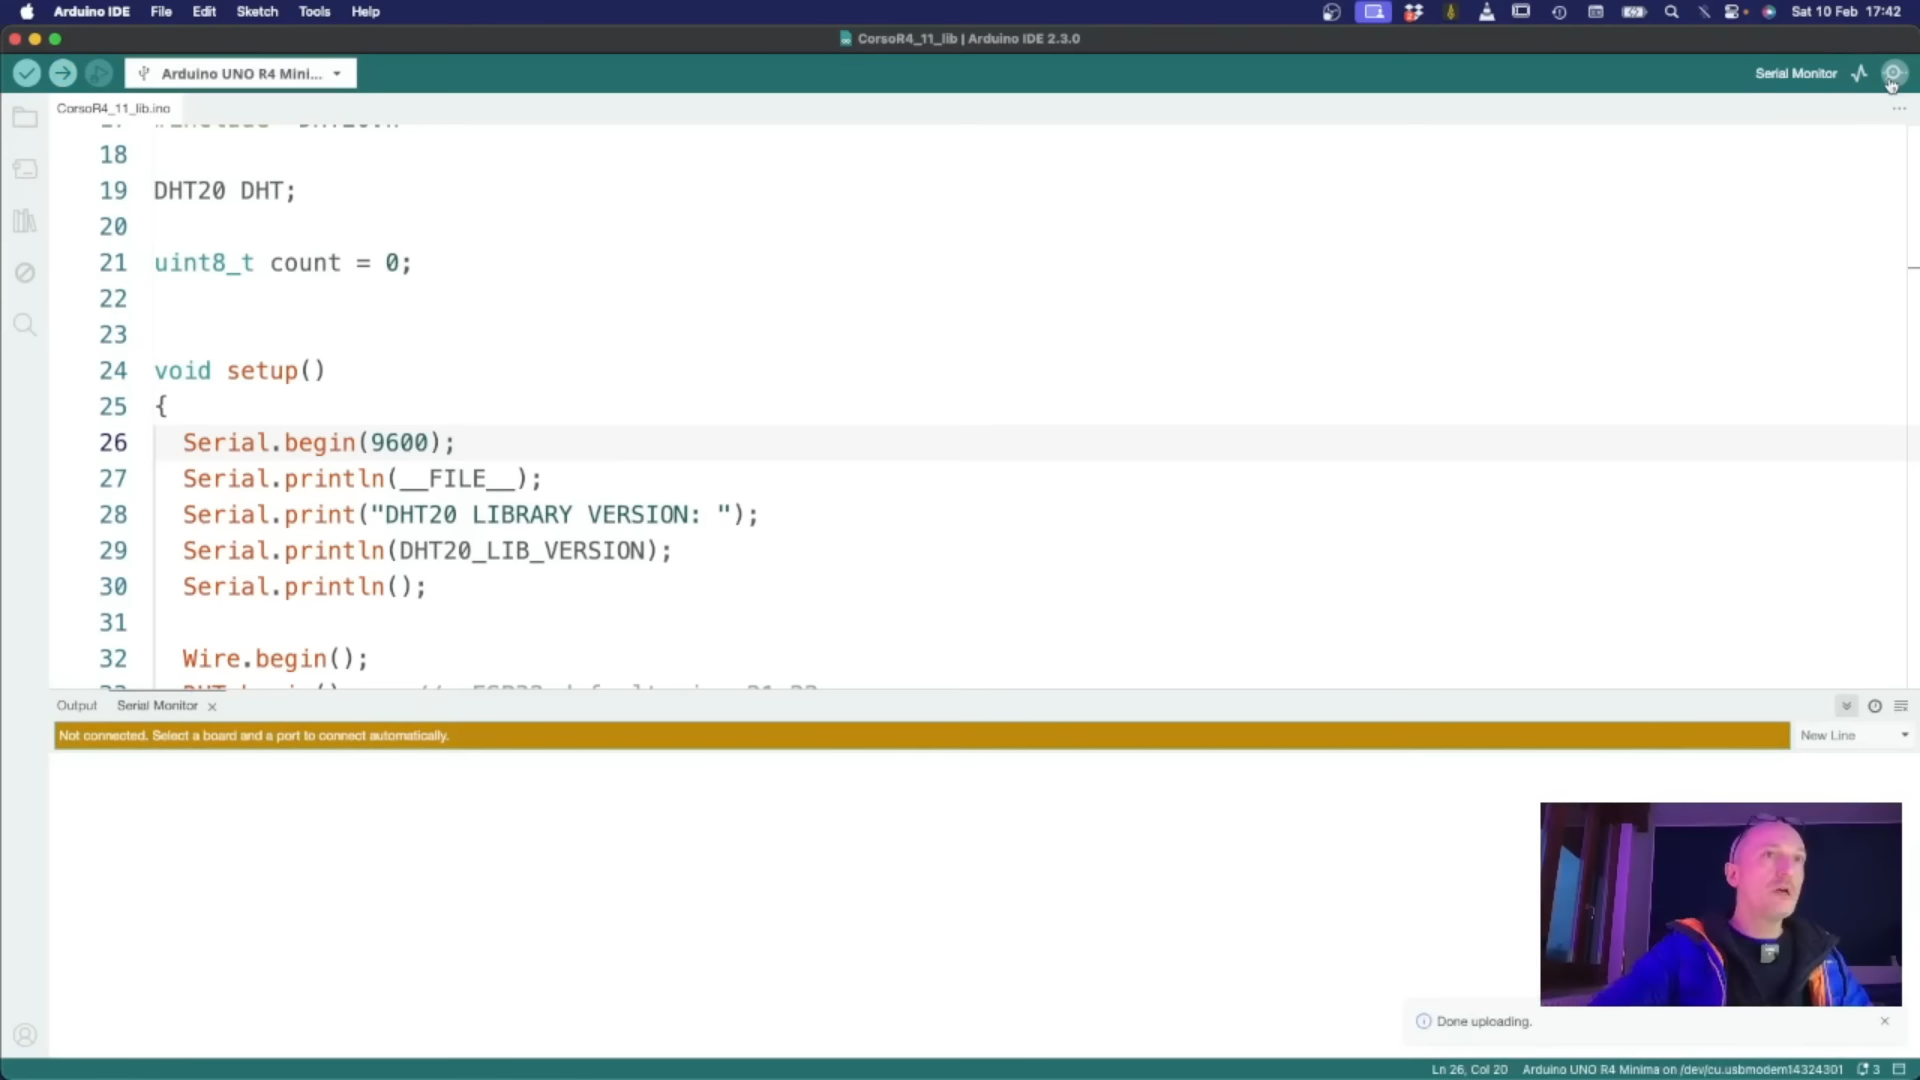 Arduino IDE File Edit Sketch Tools Help Sat 10 Feb 17:42
CorsoR4_11_lib | Arduino IDE 2.3.0
Arduino UNO R4 Mini... Serial Monitor
CorsoR4_11_lib.ino
18
19 DHT20 DHT;
20
21 uint8_t count = 0;
22
23
24 void setup()
25 {
26 Serial.begin(9600);
27 Serial.println(__FILE__);
28 Serial.print("DHT20 LIBRARY VERSION: ");
29 Serial.println(DHT20_LIB_VERSION);
30 Serial.println();
31
32 Wire.begin();
Output Serial Monitor
Not connected. Select a board and a port to connect automatically. New Line
Done uploading.
Ln 26, Col 20 Arduino UNO R4 Minima on /dev/cu.usbmodem14324301 3